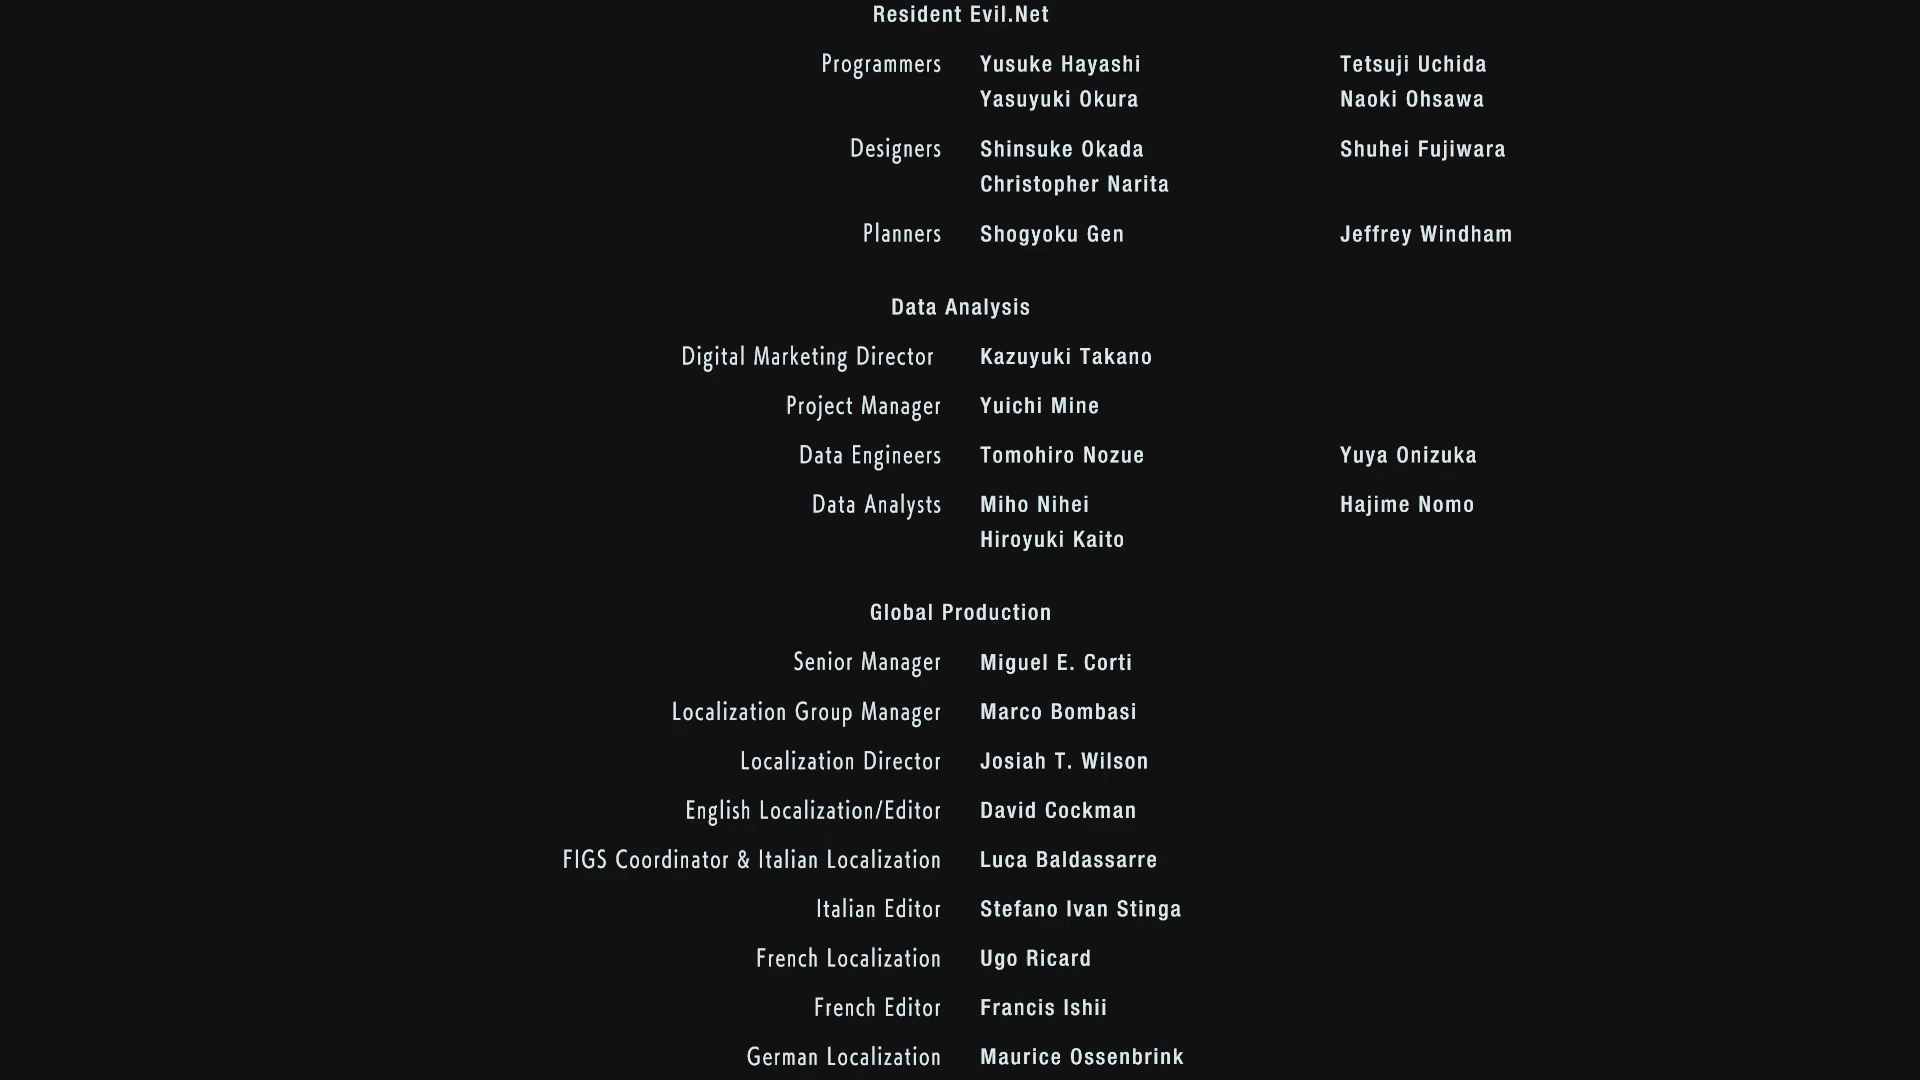 Resident Evil.Net
Programmers Yusuke Hayashi Tetsuji Uchida
Yasuyuki Okura Naoki Ohsawa
Designers Shinsuke Okada Shuhei Fujiwara
Christopher Narita
Planners Shogyoku Gen Jeffrey Windham
Data Analysis
Digital Marketing Director Kazuyuki Takano
Project Manager Yuichi Mine
Data Engineers Tomohiro Nozue Yuya Onizuka
Data Analysts Miho Nihei Hajime Nomo
Hiroyuki Kaito
Global Production
Senior Manager Miguel E. Corti
Localization Group Manager Marco Bombasi
Localization Director Josiah T. Wilson
English Localization/Editor David Cockman
FIGS Coordinator & Italian Localization Luca Baldassarre
Italian Editor Stefano Ivan Stinga
French Localization Ugo Ricard
French Editor Francis Ishii
German Localization Maurice Ossenbrink